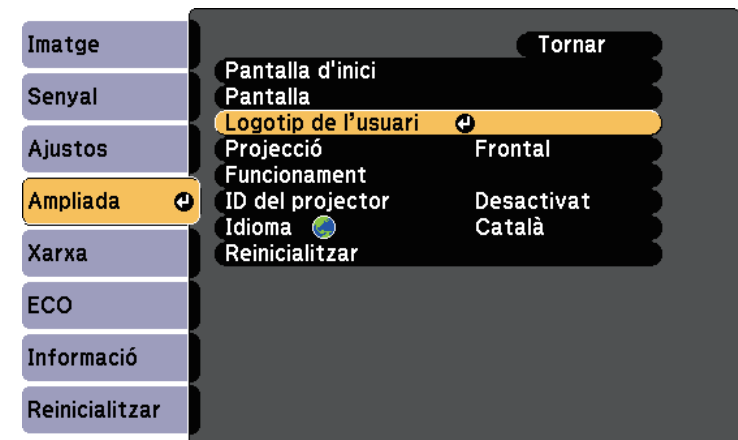 Imatge
Senyal
Ajustos
Ampliada
Xarxa
ECO
Informació
Reinicialitzar
Tornar
Pantalla d'inici
Pantalla
Logotip de l’usuari
Projecció Frontal
Funcionament
ID del projector Desactivat
Idioma Català
Reinicialitzar